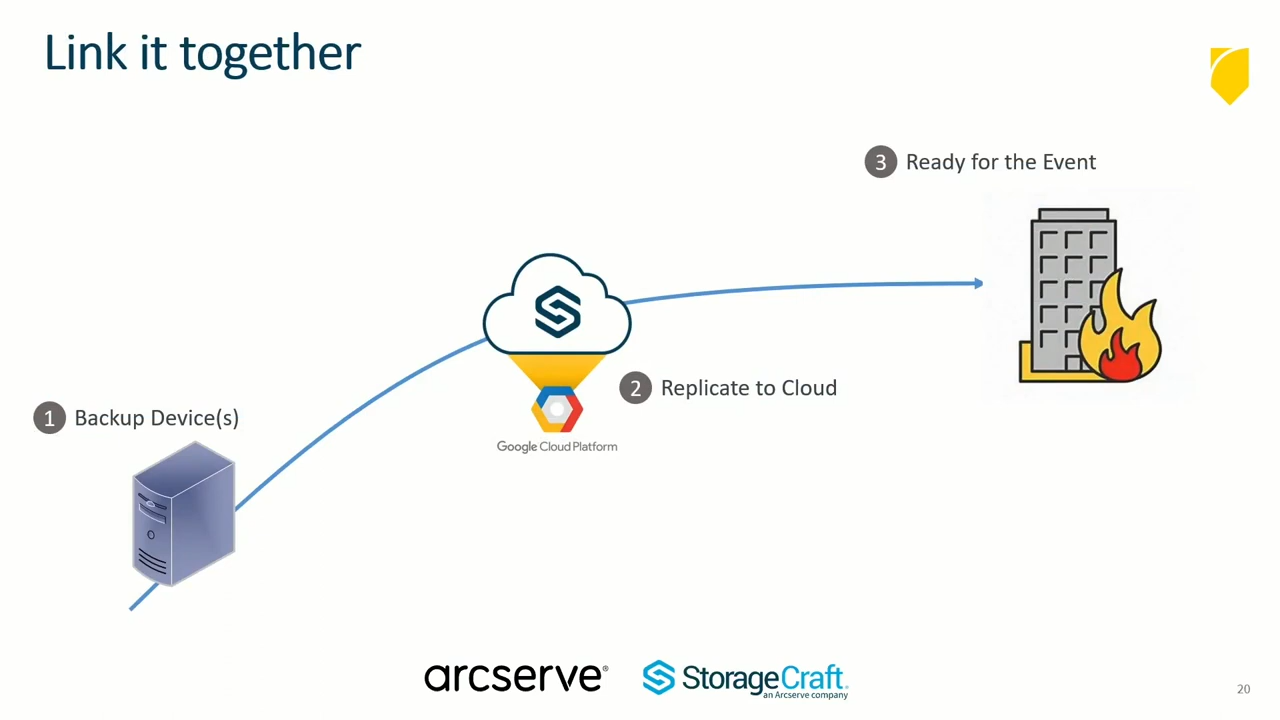 Link it together
3 Ready for the Event
2 Replicate to Cloud
1 Backup Device(s)
Google Cloud Platform
arcserve®
StorageCraft®
an Arcserve company
20